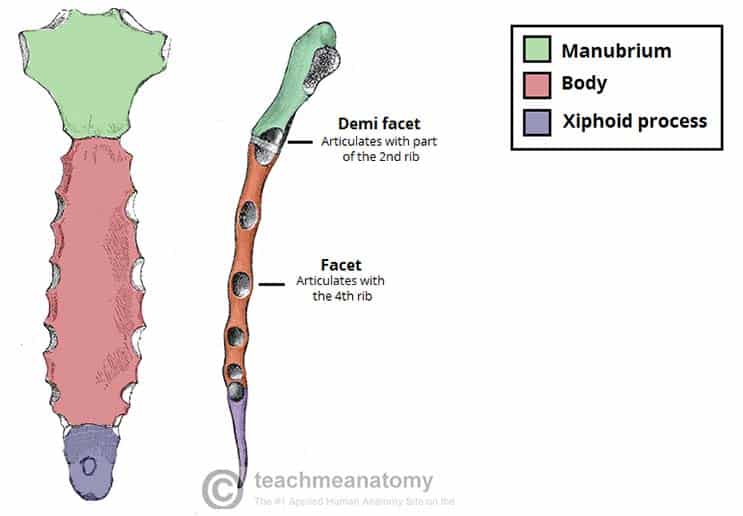 Manubrium
Body
Xiphoid process
Demi facet
Articulates with part
of the 2nd rib
Facet
Articulates with
the 4th rib
© teachmeanatomy
The #1 Applied Human Anatomy Site on the